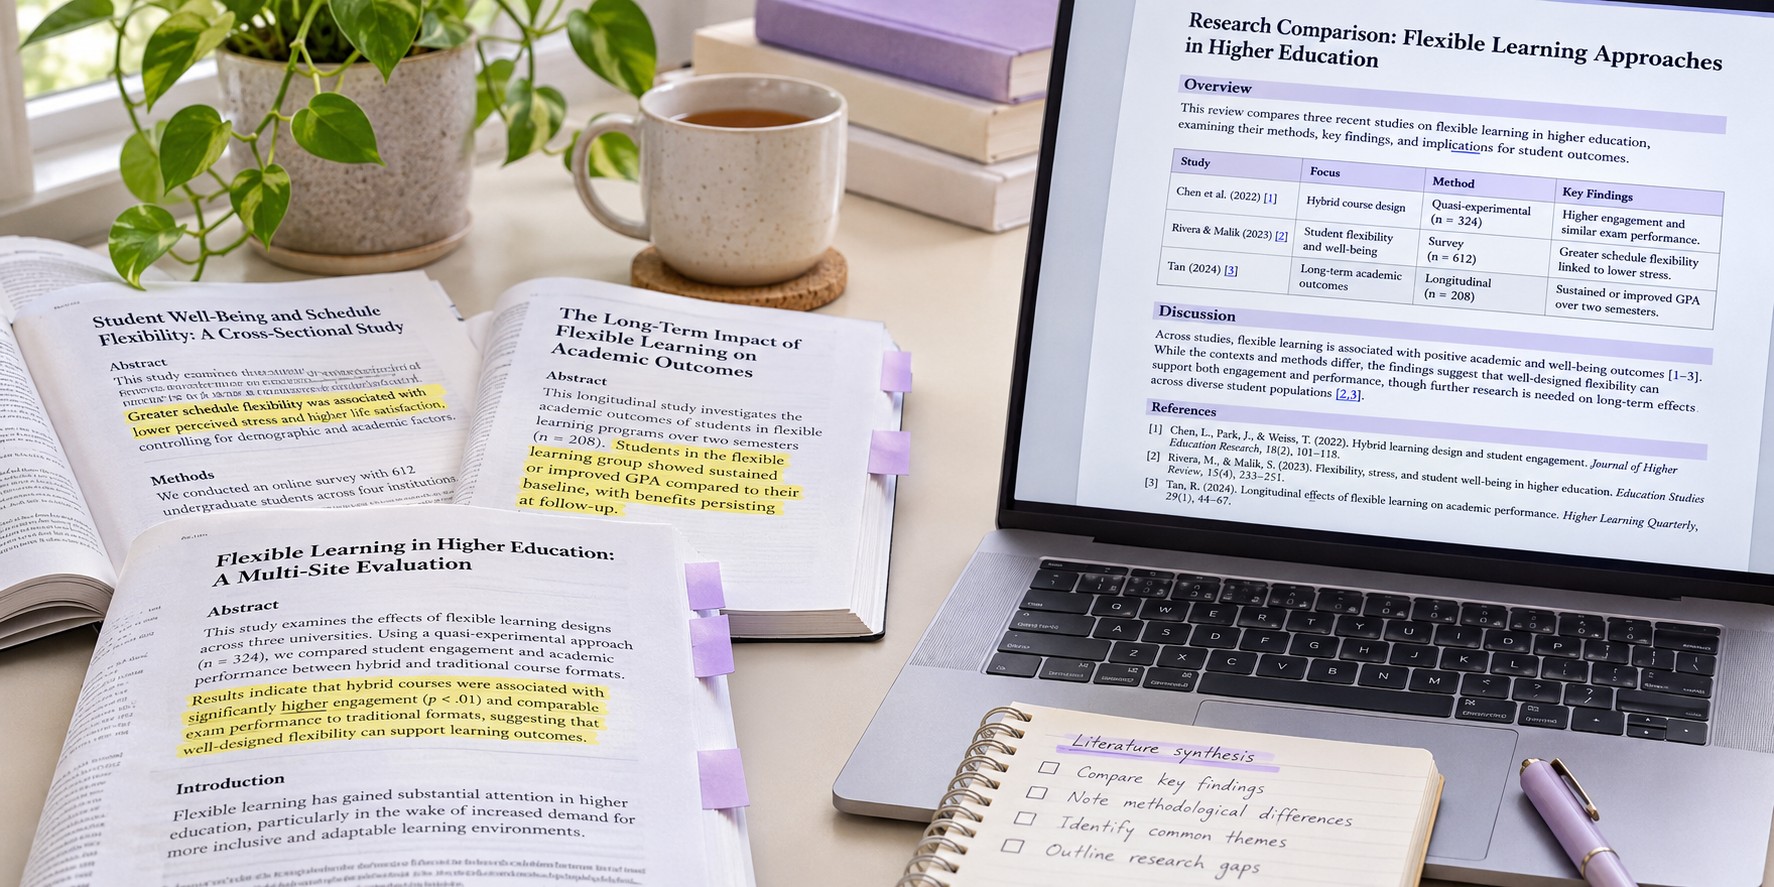 Student Well-Being and Schedule
Flexibility: A Cross-Sectional Study
Abstract
This study examined
Greater schedule flexibility was associated with
lower perceived stress and higher life satisfaction,
controlling for demographic and academic factors.
Methods
We conducted an online survey with 612
undergraduate students across four institutions.
The Long-Term Impact of
Flexible Learning on
Academic Outcomes
Abstract
This longitudinal study investigates the
academic outcomes of students in flexible
learning programs over two semesters
(n = 208). Students in the flexible
learning group showed sustained
or improved GPA compared to their
baseline, with benefits persisting
at follow-up.
Flexible Learning in Higher Education:
A Multi-Site Evaluation
Abstract
This study examines the effects of flexible learning designs
across three universities. Using a quasi-experimental approach
(n = 324), we compared student engagement and academic
performance between hybrid and traditional course formats.
Results indicate that hybrid courses were associated with
significantly higher engagement (p < .01) and comparable
exam performance to traditional formats, suggesting that
well-designed flexibility can support learning outcomes.
Introduction
Flexible learning has gained substantial attention in higher
education, particularly in the wake of increased demand for
more inclusive and adaptable learning environments.
Research Comparison: Flexible Learning Approaches
in Higher Education
Overview
This review compares three recent studies on flexible learning in higher education,
examining their methods, key findings, and implications for student outcomes.
Study Focus Method Key Findings
Chen et al. (2022) [1] Hybrid course design Quasi-experimental (n = 324) Higher engagement and similar exam performance.
Rivera & Malik (2023) [2] Student flexibility and well-being Survey (n = 612) Greater schedule flexibility linked to lower stress.
Tan (2024) [3] Long-term academic outcomes Longitudinal (n = 208) Sustained or improved GPA over two semesters.
Discussion
Across studies, flexible learning is associated with positive academic and well-being outcomes [1–3].
While the contexts and methods differ, the findings suggest that well-designed flexibility can
support both engagement and performance, though further research is needed on long-term effects
across diverse student populations [2,3].
References
[1] Chen, L., Park, J., & Weiss, T. (2022). Hybrid learning design and student engagement. Journal of Higher
Education Research, 18(2), 101–118.
[2] Rivera, M., & Malik, S. (2023). Flexibility, stress, and student well-being in higher education. Education Studies
Review, 15(4), 233–251.
[3] Tan, R. (2024). Longitudinal effects of flexible learning on academic performance. Higher Learning Quarterly,
29(1), 44–67.
Q W E R T Y U I O P
A S D F G H J K L
Z X C V B N M
Literature synthesis
Compare key findings
Note methodological differences
Identify common themes
Outline research gaps